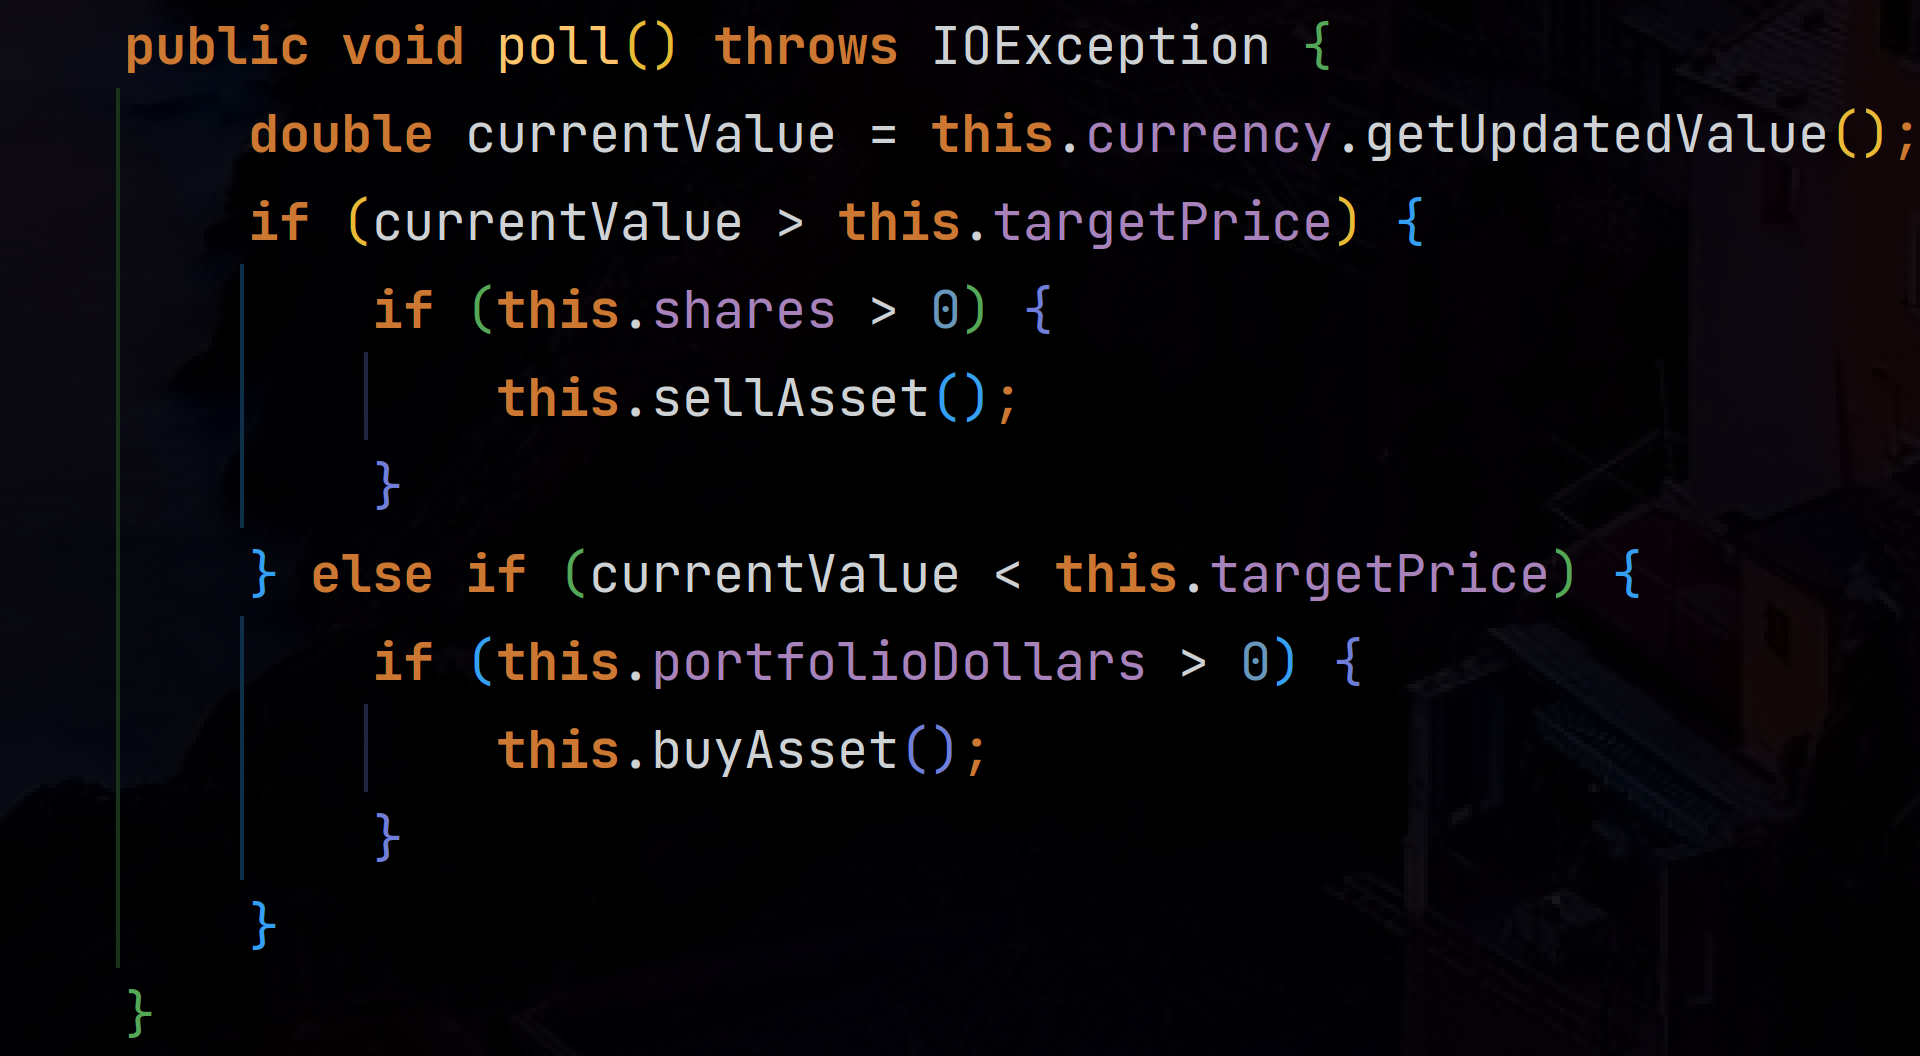 public void poll() throws IOException {
    double currentValue = this.currency.getUpdatedValue();
    if (currentValue > this.targetPrice) {
        if (this.shares > 0) {
            this.sellAsset();
        }
    } else if (currentValue < this.targetPrice) {
        if (this.portfolioDollars > 0) {
            this.buyAsset();
        }
    }
}